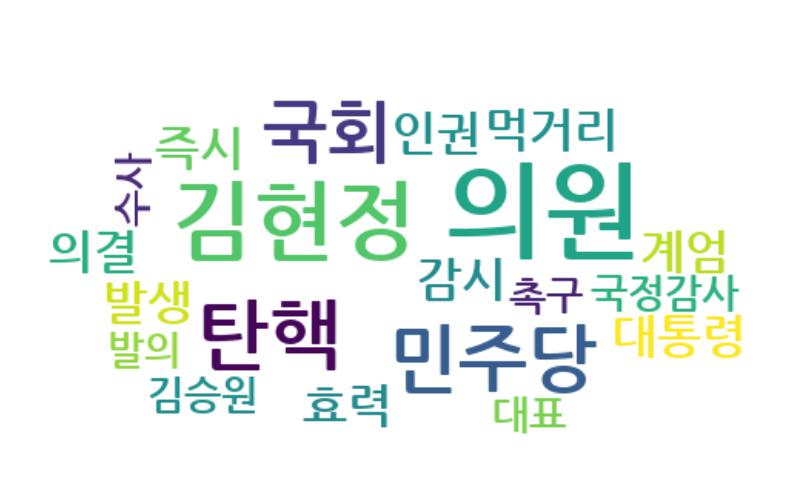 국회
인권
먹거리
즉시
수사
김현정
의원
의결
계엄
감시
발생
촉구
국정감사
탄핵
민주당
대통령
발의
김승원
효력
대표